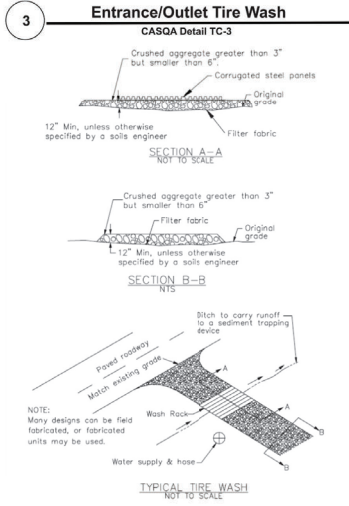 3
Entrance/Outlet Tire Wash
CASQA Detail TC-3
Crushed aggregate greater than 3"
but smaller than 6".
Corrugated steel panels
Original
grade
12" Min, unless otherwise
specified by a soils engineer
Filter fabric
SECTION A-A
NOT TO SCALE
Crushed aggregate greater than 3"
but smaller than 6"
Filter fabric
Original
grade
12" Min, unless otherwise
specified by a soils engineer
SECTION B-B
NTS
Ditch to carry runoff
to a sediment trapping
device
Paved roadway
Match existing grade
A
NOTE:
Many designs can be field
fabricated, or fabricated
units may be used.
Wash Rack
A
B
Water supply & hose
B
TYPICAL TIRE WASH
NOT TO SCALE